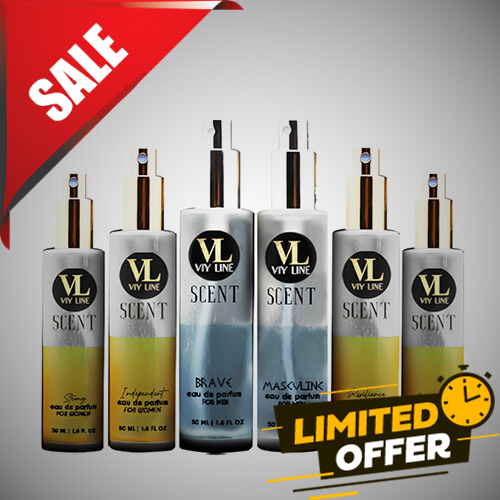 SALE
VL
VIY LINE
SCENT
Strong
eau de parfum
FOR WOMEN
50 ML | 1.6 FL OZ
VL
VIY LINE
SCENT
Independent
eau de parfum
FOR WOMEN
50 ML | 1.6 FL OZ
VL
VIY LINE
SCENT
BRAVE
eau de parfum
FOR MEN
50 ML | 1.6 FL OZ
VL
VIY LINE
SCENT
MASCULINE
eau de parfum
FOR MEN
VL
VIY LINE
SCENT
Resilience
VL
VIY LINE
SCENT
LIMITED
OFFER